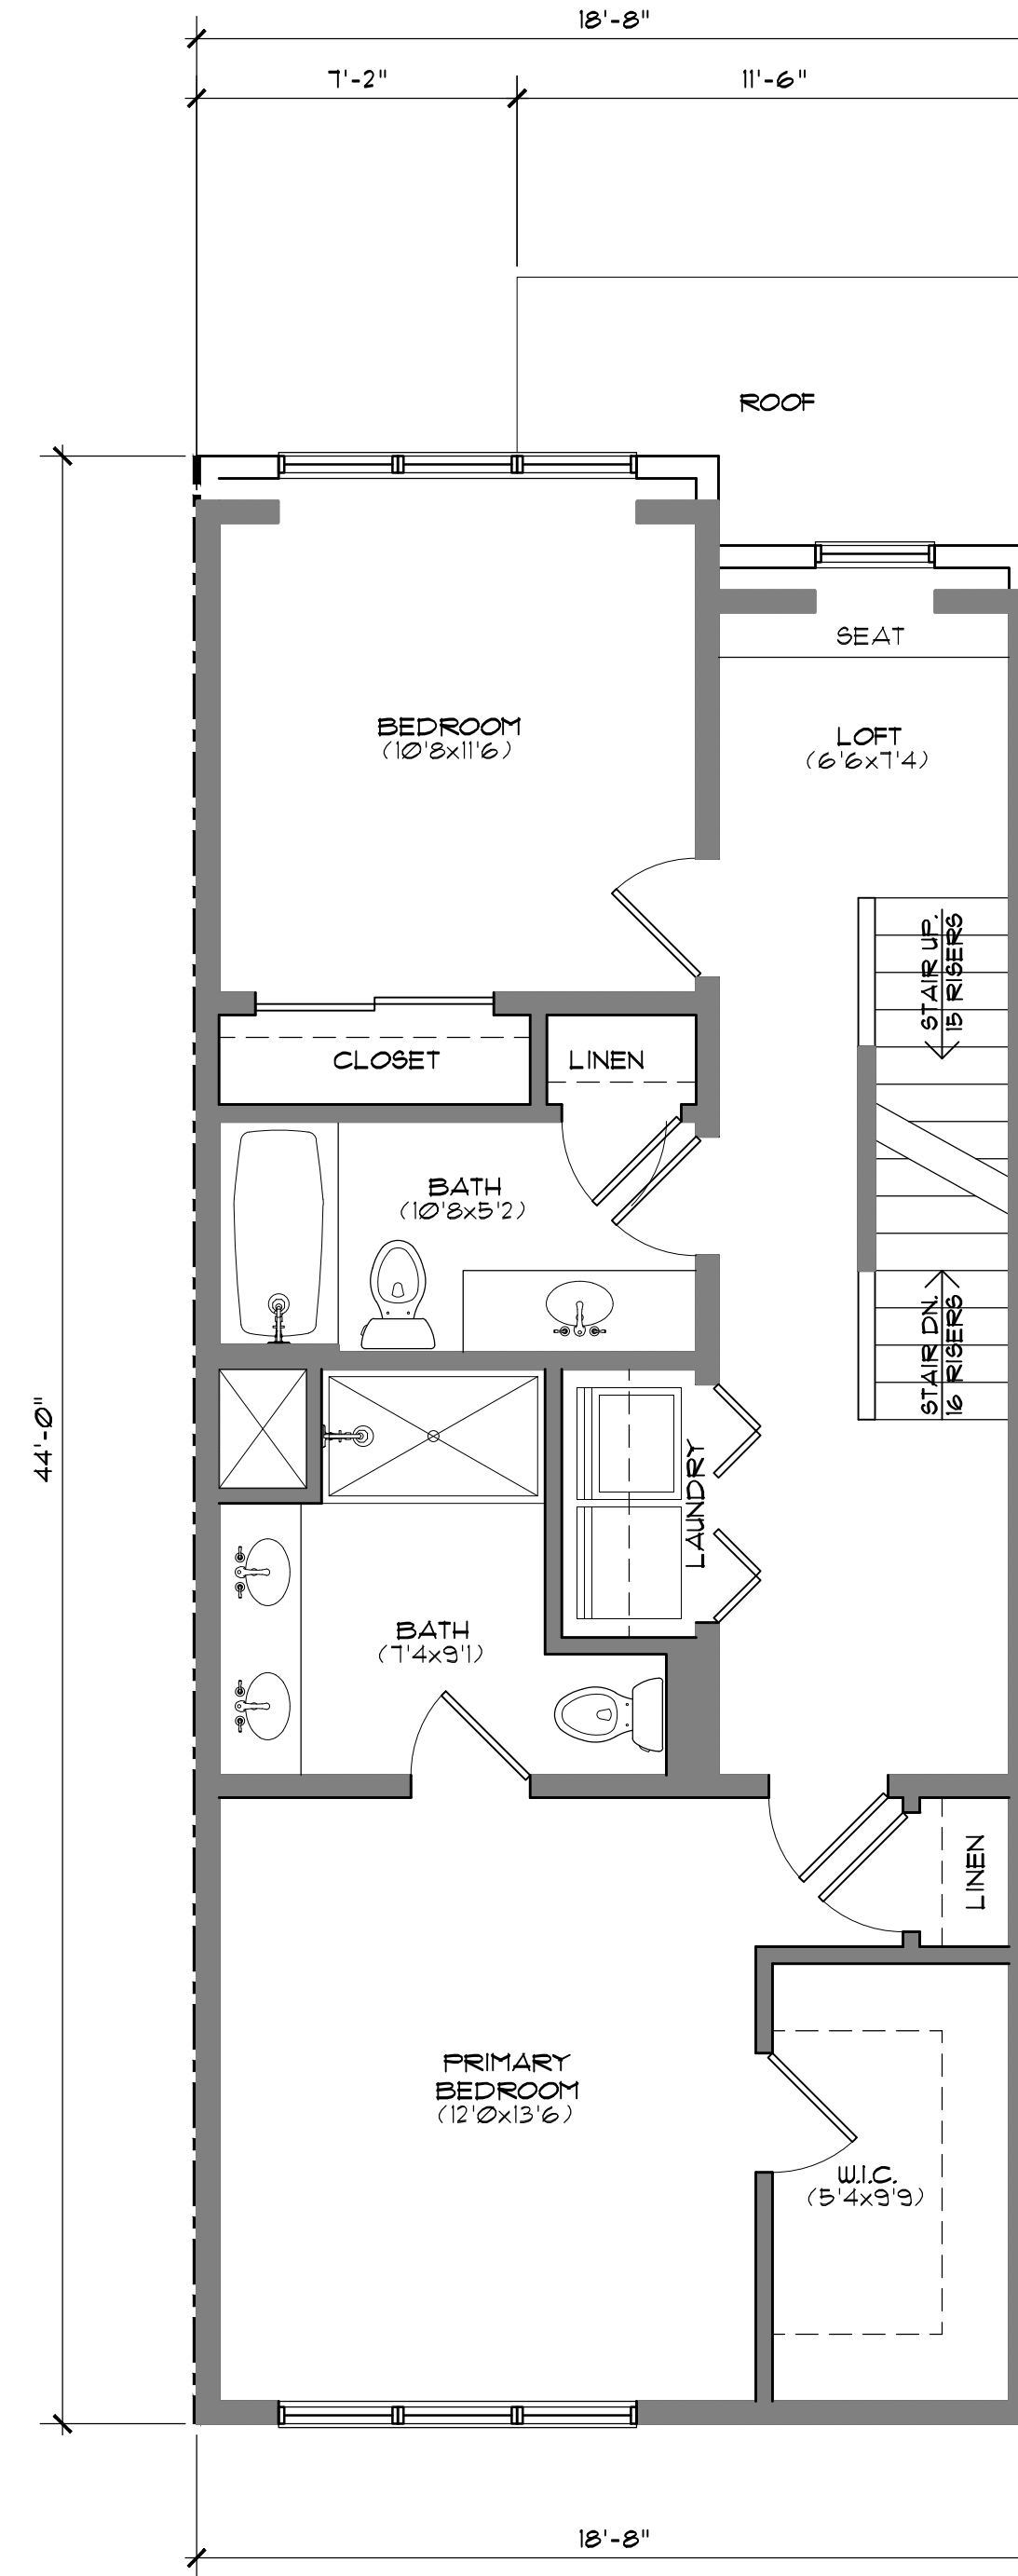 18'-8"
7'-2"
11'-6"
ROOF
SEAT
BEDROOM
(10'8x11'6)
LOFT
(6'6x7'4)
STAIR UP.
15 RISERS
CLOSET
LINEN
BATH
(10'8x5'2)
STAIR DN.
16 RISERS
44'-0"
LAUNDRY
BATH
(7'4x9'1)
LINEN
PRIMARY
BEDROOM
(12'0x13'6)
W.I.C.
(5'4x9'9)
18'-8"